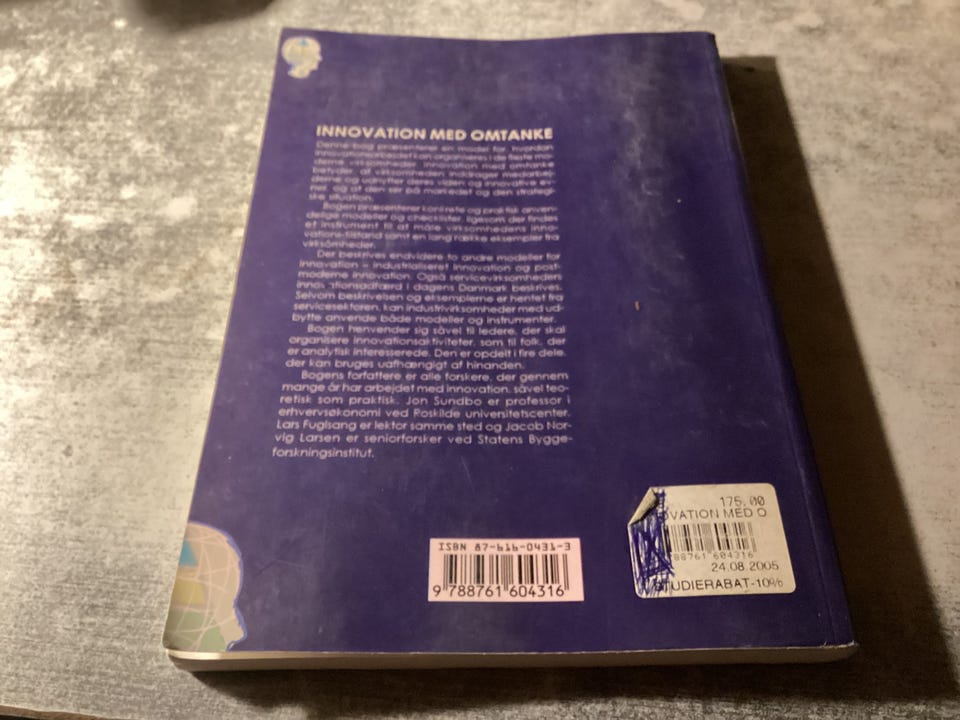 INNOVATION MED OMTANKE
Denne bog præsenterer en model for, hvordan
innovationsarbejdet kan organiseres i de fleste mo-
derne virksomheder. Innovation med omtanke
betyder, at virksomheden inddrager medarbej-
derne og udnytter deres viden og innovative ev-
ner, og at den ser på markedet og den strategi-
ske situation.
Bogen præsenterer konkrete og praktisk anven-
delige modeller og checklister, ligesom der findes
et instrument til at måle virksomhedens inno-
vations-tilstand samt en lang række eksempler fra
virksomheder.
Der beskrives endvidere to andre modeller for
innovation – industrialiseret innovation og post-
moderne innovation. Også servicevirksomheders
innovationsadfærd i dagens Danmark beskrives.
Selvom beskrivelsen og eksemplerne er hentet fra
servicesektoren, kan industrivirksomheder med ud-
bytte anvende både modeller og instrumenter.
Bogen henvender sig såvel til ledere, der skal
organisere innovationsaktiviteter, som til folk, der
er analytisk interesserede. Den er opdelt i fire dele,
der kan bruges uafhængigt af hinanden.
Bogens forfattere er alle forskere, der gennem
mange år har arbejdet med innovation, såvel teo-
retisk som praktisk. Jon Sundbo er professor i
erhvervsøkonomi ved Roskilde universitetscenter.
Lars Fuglsang er lektor samme sted og Jacob Nor-
vig Larsen er seniorforsker ved Statens Bygge-
forskningsinstitut.
ISBN 87-616-0431-3
9 788761 604316
175,00
OVATION MED O
788761 604316
24.08.2005
STUDIERABAT-10%